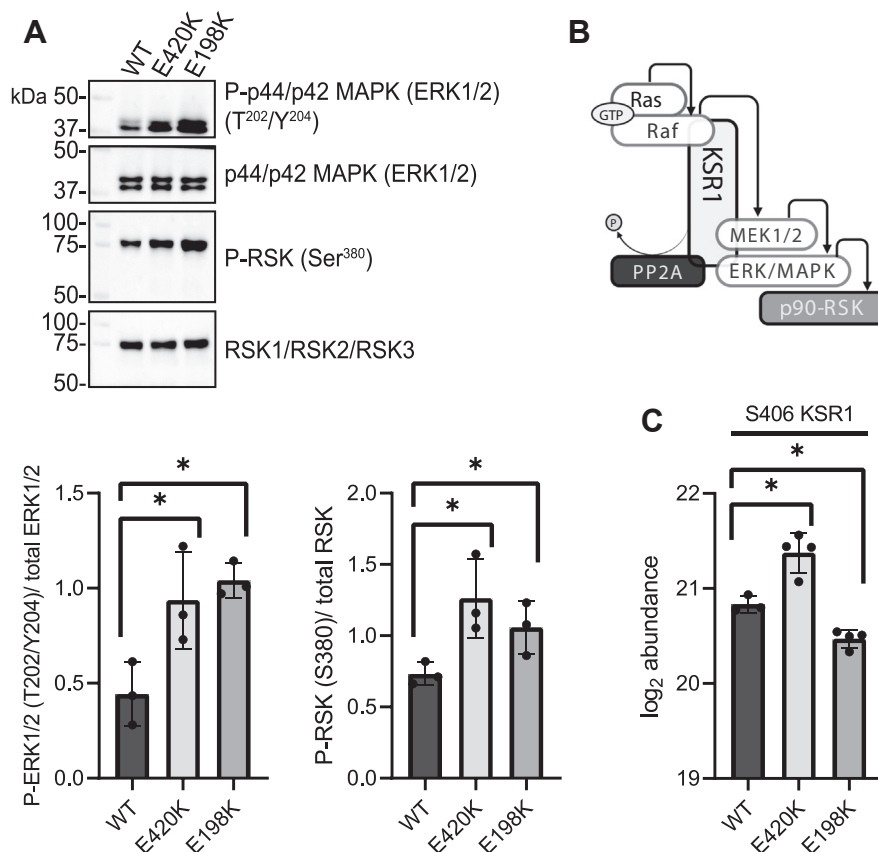 A
WT
E420K
E198K
kDa
50-
37-
P-p44/p42 MAPK (ERK1/2)
(T202/Y204)
50-
37-
p44/p42 MAPK (ERK1/2)
100-
75-
50-
P-RSK (Ser380)
100-
75-
50-
RSK1/RSK2/RSK3
B
Ras
GTP
Raf
KSR1
P
MEK1/2
PP2A
ERK/MAPK
p90-RSK
P-ERK1/2 (T202/Y204)/ total ERK1/2
1.5
1.0
0.5
0.0
*
*
WT
E420K
E198K
P-RSK (S380)/ total RSK
2.0
1.5
1.0
0.5
0.0
*
*
WT
E420K
E198K
C
S406 KSR1
log2 abundance
22
21
20
19
*
*
WT
E420K
E198K